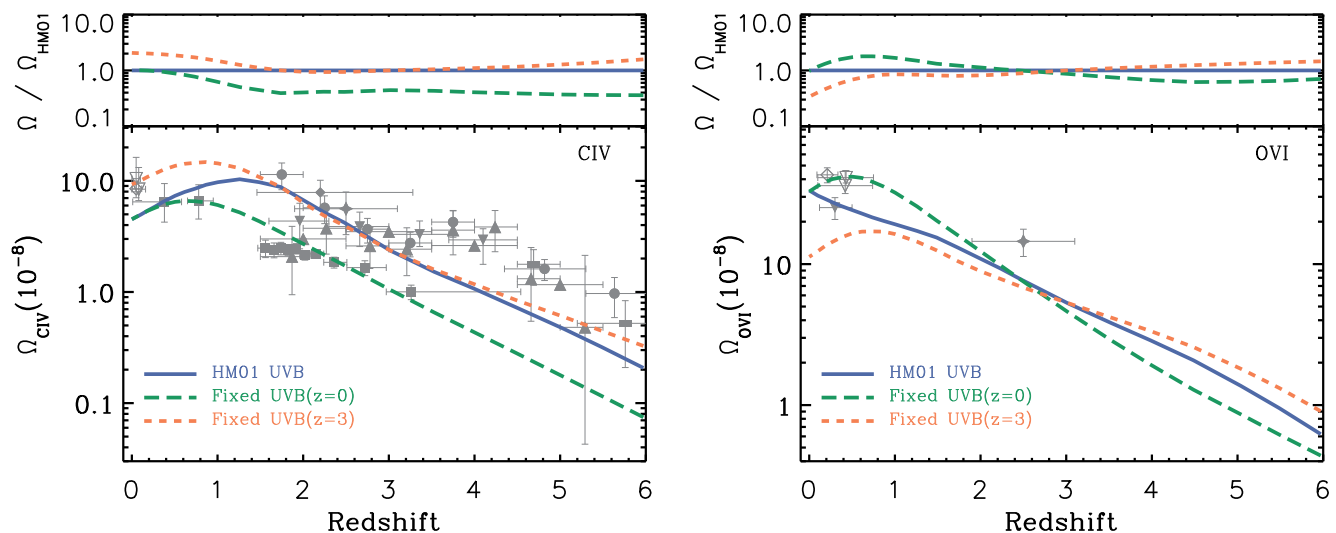 10.0
1.0
0.1
Ω / Ω_HM01
CIV
10.0
1.0
0.1
Ω_CIV(10^-8)
HM01 UVB
Fixed UVB(z=0)
Fixed UVB(z=3)
0 1 2 3 4 5 6
Redshift
10.0
1.0
0.1
Ω / Ω_HM01
OVI
10
1
Ω_OVI(10^-8)
HM01 UVB
Fixed UVB(z=0)
Fixed UVB(z=3)
0 1 2 3 4 5 6
Redshift